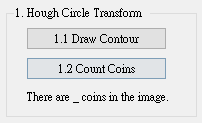 1. Hough Circle Transform
1.1 Draw Contour
1.2 Count Coins
There are _ coins in the image.